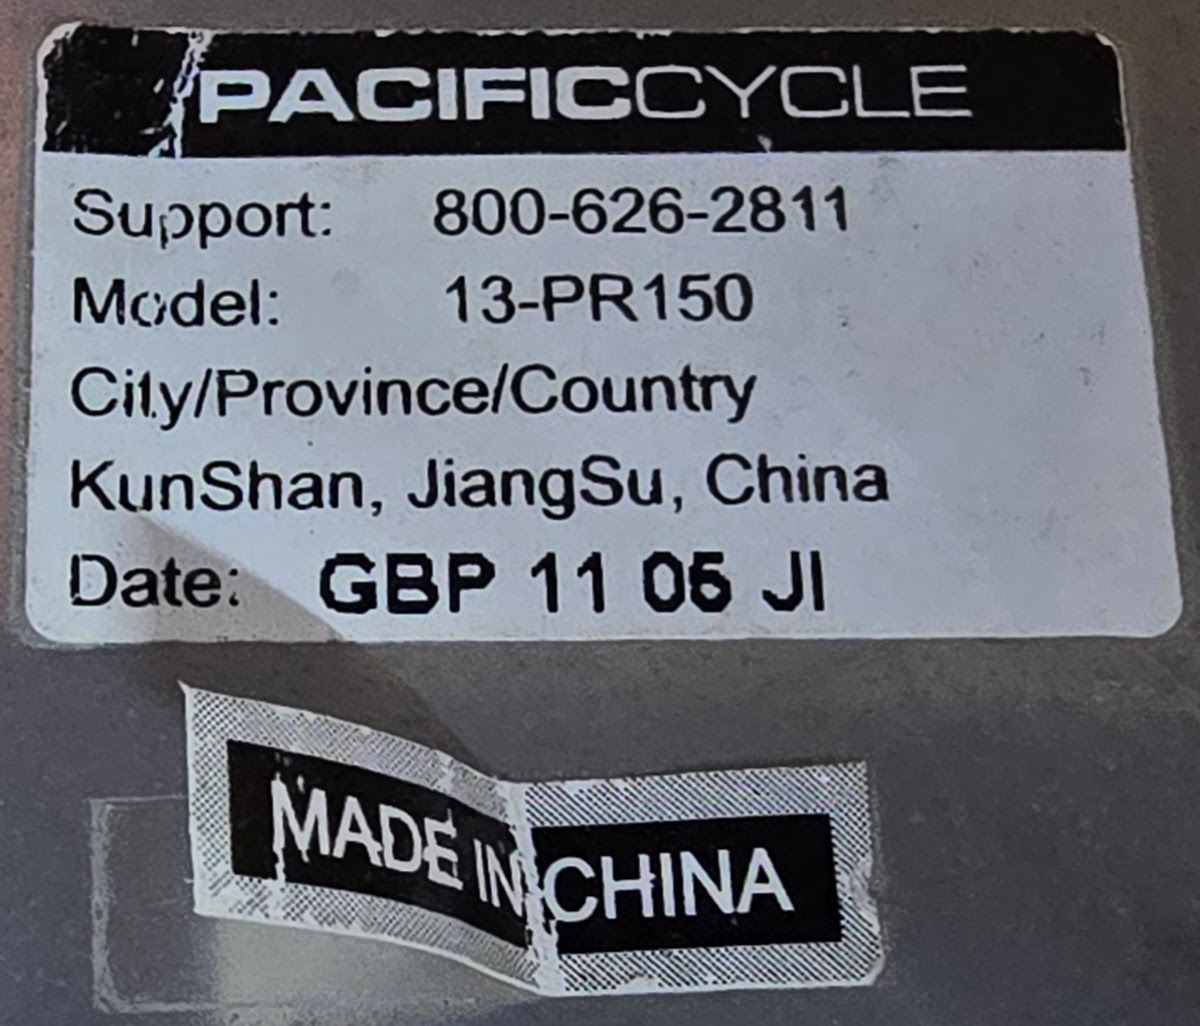 PACIFICCYCLE
Support: 800-626-2811
Model: 13-PR150
City/Province/Country
KunShan, JiangSu, China
Date: GBP 11 05 JI
MADE IN CHINA